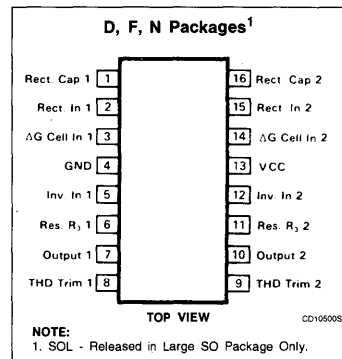 D, F, N Packages1
Rect. Cap 1 1 16 Rect. Cap 2
Rect. In 1 2 15 Rect. In 2
ΔG Cell In 1 3 14 ΔG Cell In 2
GND 4 13 VCC
Inv. In 1 5 12 Inv. In 2
Res. R3 1 6 11 Res. R3 2
Output 1 7 10 Output 2
THD Trim 1 8 9 THD Trim 2
TOP VIEW
CD10500S
NOTE:
1. SOL - Released in Large SO Package Only.